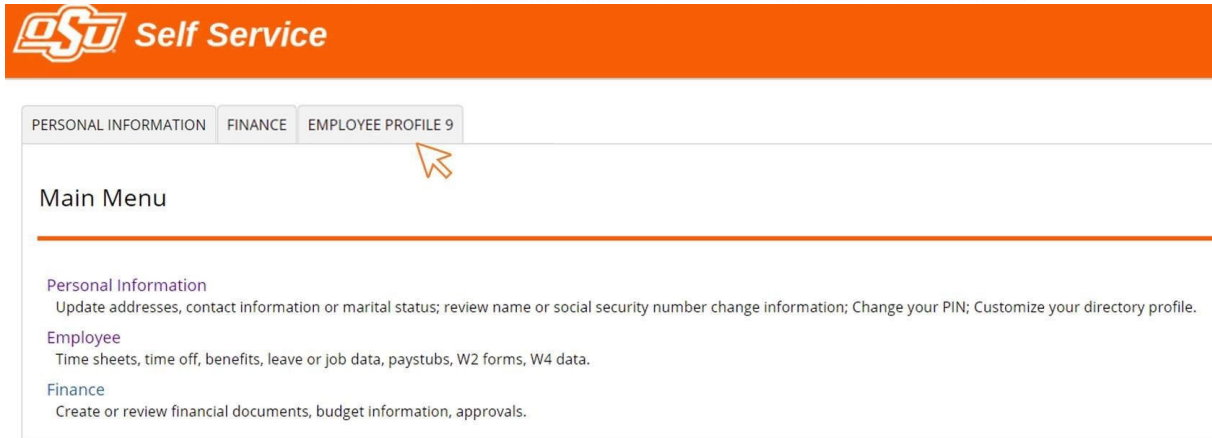 OSU Self Service
PERSONAL INFORMATION FINANCE EMPLOYEE PROFILE 9
Main Menu
Personal Information
Update addresses, contact information or marital status; review name or social security number change information; Change your PIN; Customize your directory profile.
Employee
Time sheets, time off, benefits, leave or job data, paystubs, W2 forms, W4 data.
Finance
Create or review financial documents, budget information, approvals.